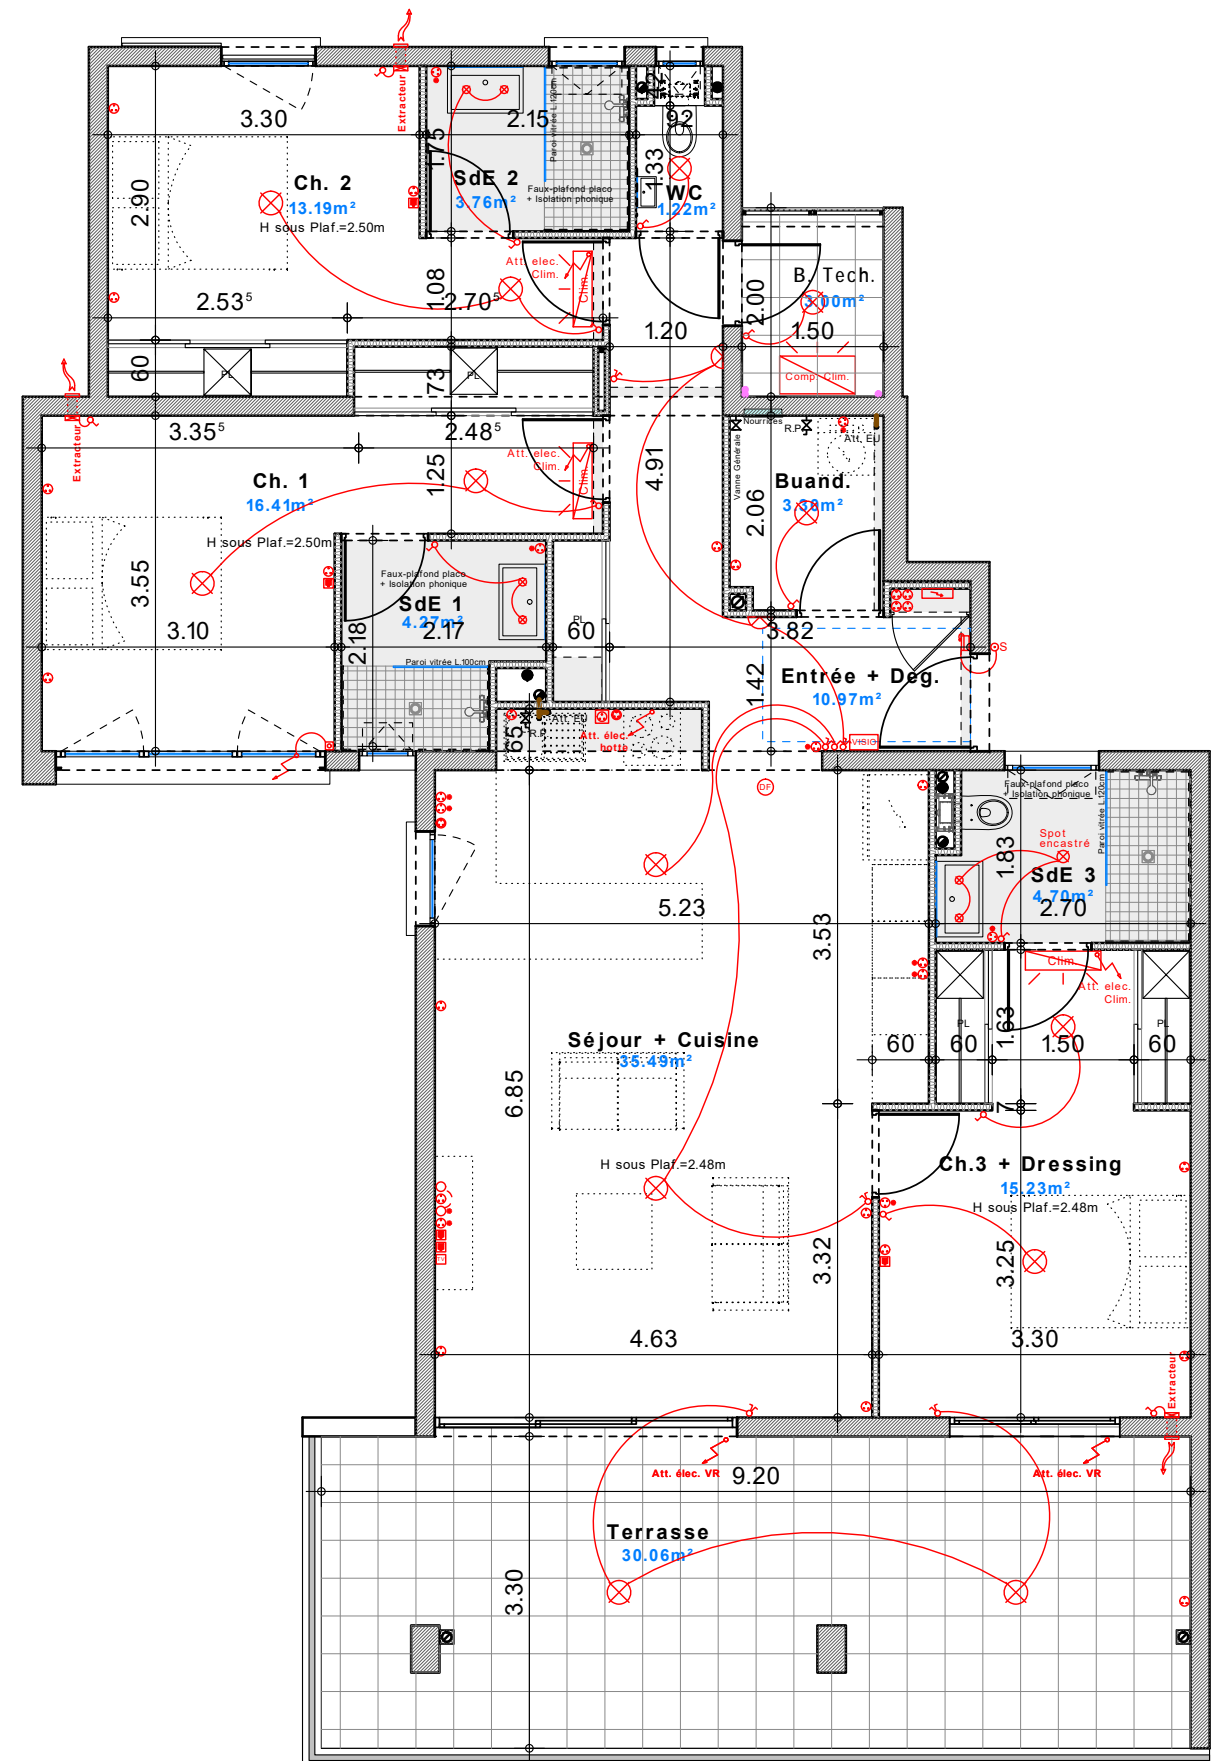 Extracteur
3.30
2.15
Paroi vitrée L.120cm
42
92
1.75
1.33
Ch. 2
13.19m²
H sous Plaf.=2.50m
2.90
SdE 2
3.76m²
Faux-plafond placo
+ Isolation phonique
WC
1.22m²
Att. elec.
Clim.
Clim.
1.08
2.53⁵
2.70⁵
B. Tech.
3.00m²
2.00
1.20
1.50
Comp. Clim.
60
PL
73
PL
Extracteur
3.35⁵
2.48⁵
Nourrices
R.P
Att. EU
Vanne Générale
Att. elec.
Clim.
Clim.
1.25
4.91
Ch. 1
16.41m²
H sous Plaf.=2.50m
Buand.
3.38m²
2.06
3.55
3.10
Faux-plafond placo
+ Isolation phonique
SdE 1
4.27m²
2.18
2.17
Paroi vitrée L.100cm
PL
60
3.82
S
1.42
Entrée + Deg.
10.97m²
VISIO
65
R.P
Att. EU
Att. élec.
hotte
DF
Faux-plafond placo
+ Isolation phonique
Paroi vitrée L.120cm
1.83
Spot
encastré
SdE 3
4.70m²
5.23
3.53
2.70
Clim.
Att. elec.
Clim.
Séjour + Cuisine
35.49m²
6.85
60
PL
60
1.63
1.50
PL
60
7
H sous Plaf.=2.48m
Ch.3 + Dressing
15.23m²
H sous Plaf.=2.48m
3.32
3.25
4.63
3.30
Extracteur
Att. élec. VR
9.20
Att. élec. VR
Terrasse
30.06m²
3.30